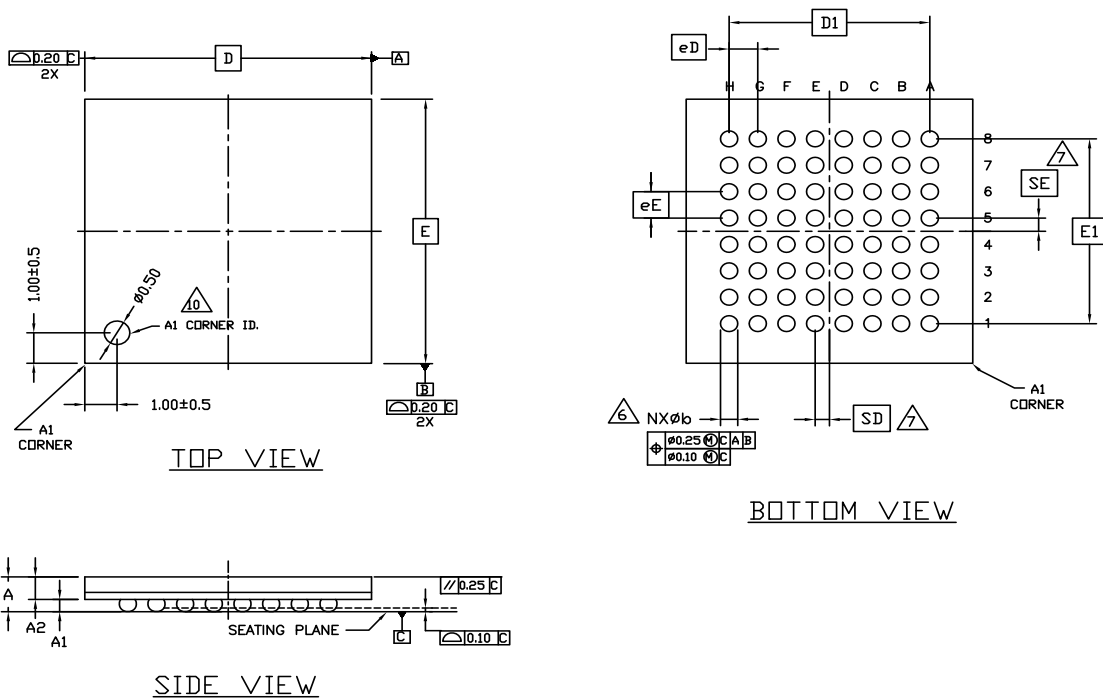 ⌓ 0.20 C
2X
D
A
E
1.00±0.5
ø0.50
10
A1 CORNER ID.
1.00±0.5
A1
CORNER
B
⌓ 0.20 C
2X
TOP VIEW
D1
eD
H G F E D C B A
8
7
6
5
4
3
2
1
7
SE
eE
E1
A1
CORNER
6 NXøb
⌖ ø0.25 Ⓜ C A B
ø0.10 Ⓜ C
SD 7
BOTTOM VIEW
A
A2
A1
// 0.25 C
SEATING PLANE
C
⌓ 0.10 C
SIDE VIEW